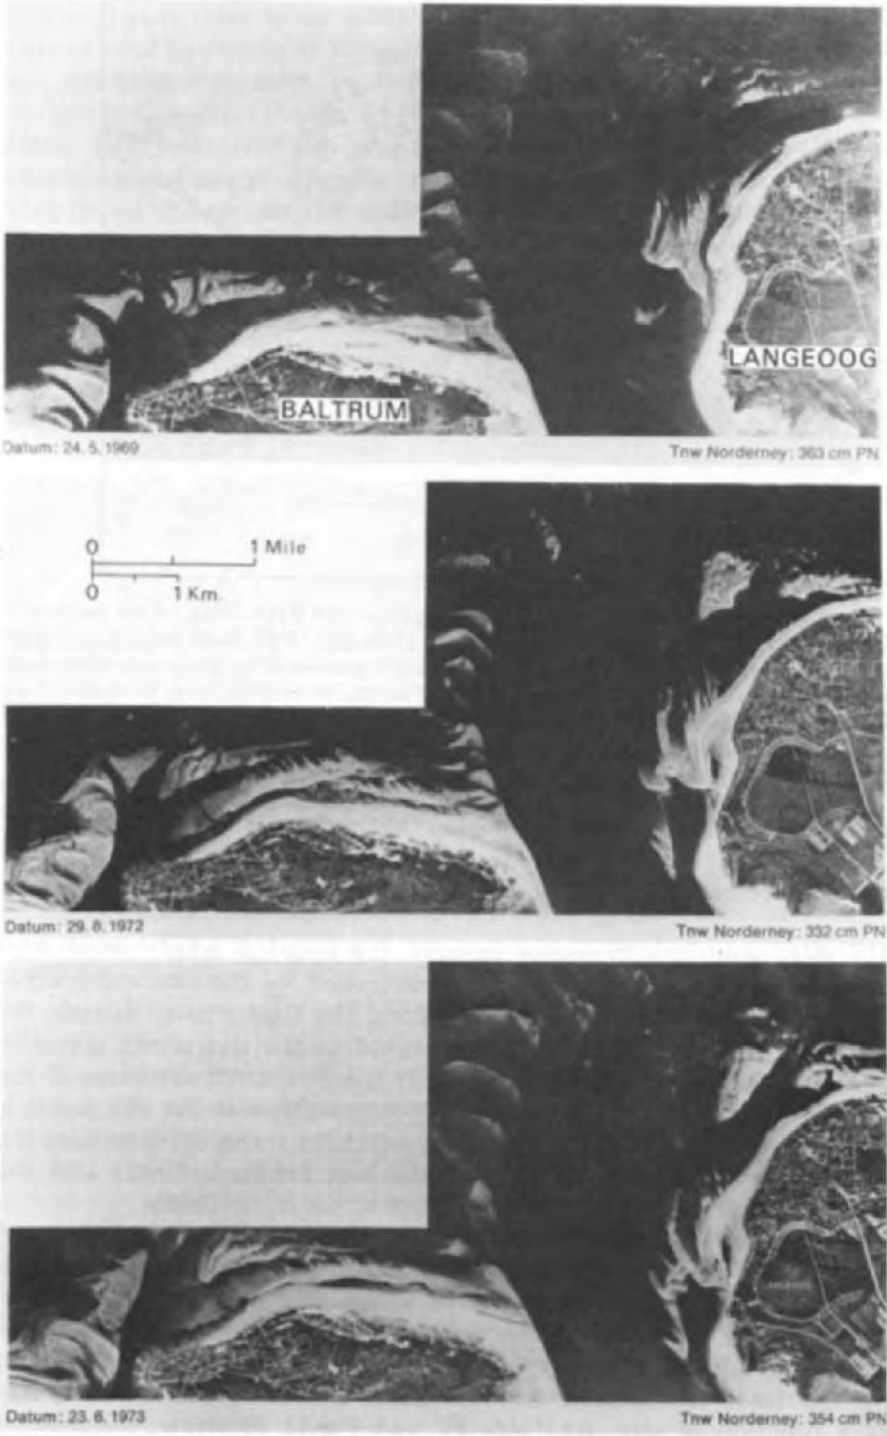 LANGEOOG
BALTRUM
Datum: 24. 5. 1969
Tnw Norderney: 363 cm PN
0 1 Mile
0 1 Km.
Datum: 29. 8. 1972
Tnw Norderney: 332 cm PN
Datum: 23. 6. 1973
Tnw Norderney: 354 cm PN